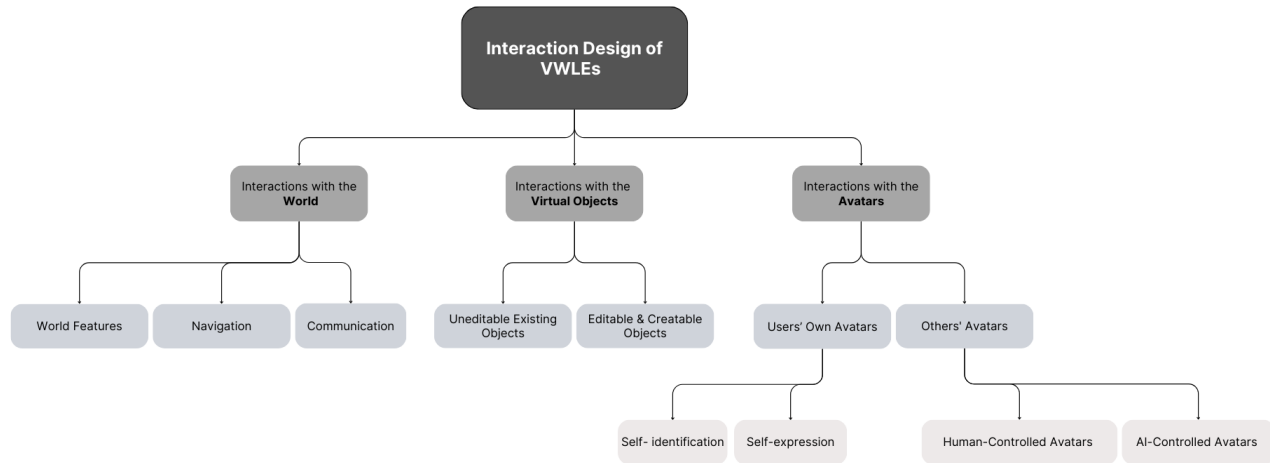 Interaction Design of
VWLEs
Interactions with the
World
Interactions with the
Virtual Objects
Interactions with the
Avatars
World Features
Navigation
Communication
Uneditable Existing
Objects
Editable & Creatable
Objects
Users' Own Avatars
Others' Avatars
Self- identification
Self-expression
Human-Controlled Avatars
AI-Controlled Avatars